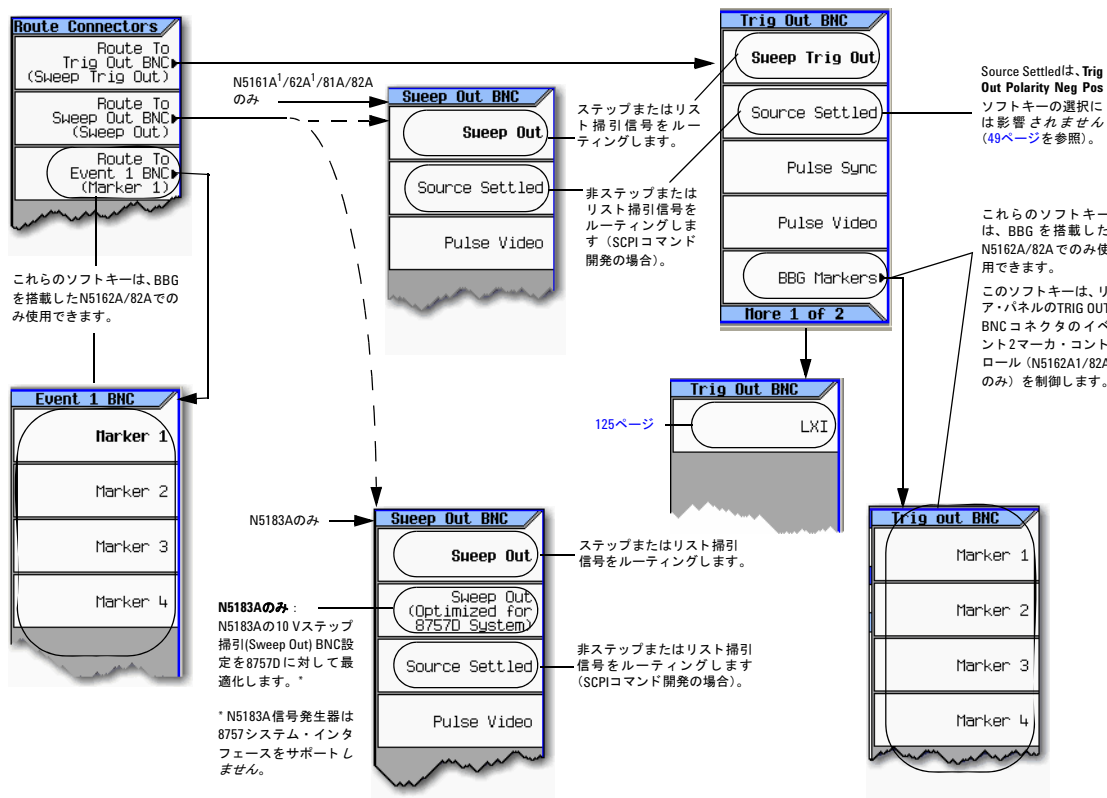 Route Connectors
Route To
Trig Out BNC
(Sweep Trig Out)
Route To
Sweep Out BNC
(Sweep Out)
Route To
Event 1 BNC
(Marker 1)
これらのソフトキーは、BBG
を搭載したN5162A/82Aでの
み使用できます。
Event 1 BNC
Marker 1
Marker 2
Marker 3
Marker 4
N5161A1/62A1/81A/82A
のみ
Sweep Out BNC
Sweep Out
Source Settled
Pulse Video
ステップまたはリス
ト掃引信号をルー
ティングします。
非ステップまたは
リスト掃引信号を
ルーティングしま
す（SCPIコマンド
開発の場合）。
Trig Out BNC
Sweep Trig Out
Source Settled
Pulse Sync
Pulse Video
BBG Markers
More 1 of 2
Source Settledは、Trig
Out Polarity Neg Pos
ソフトキーの選択に
は影響されません
（49ページを参照）。
これらのソフトキー
は、BBG を搭載した
N5162A/82Aでのみ使
用できます。
このソフトキーは、リ
ア・パネルのTRIG OUT
BNCコネクタのイベ
ント2マーカ・コント
ロール（N5162A1/82A
のみ）を制御します。
125ページ
Trig Out BNC
LXI
N5183Aのみ
Sweep Out BNC
Sweep Out
Sweep Out
(Optimized for
8757D System)
Source Settled
Pulse Video
N5183Aのみ：
N5183Aの10 Vステップ
掃引(Sweep Out) BNC設
定を8757Dに対して最
適化します。*
* N5183A信号発生器は
8757システム・インタ
フェースをサポートし
ません。
ステップまたはリスト掃引
信号をルーティングします。
非ステップまたはリスト掃引
信号をルーティングします
（SCPIコマンド開発の場合）。
Trig out BNC
Marker 1
Marker 2
Marker 3
Marker 4